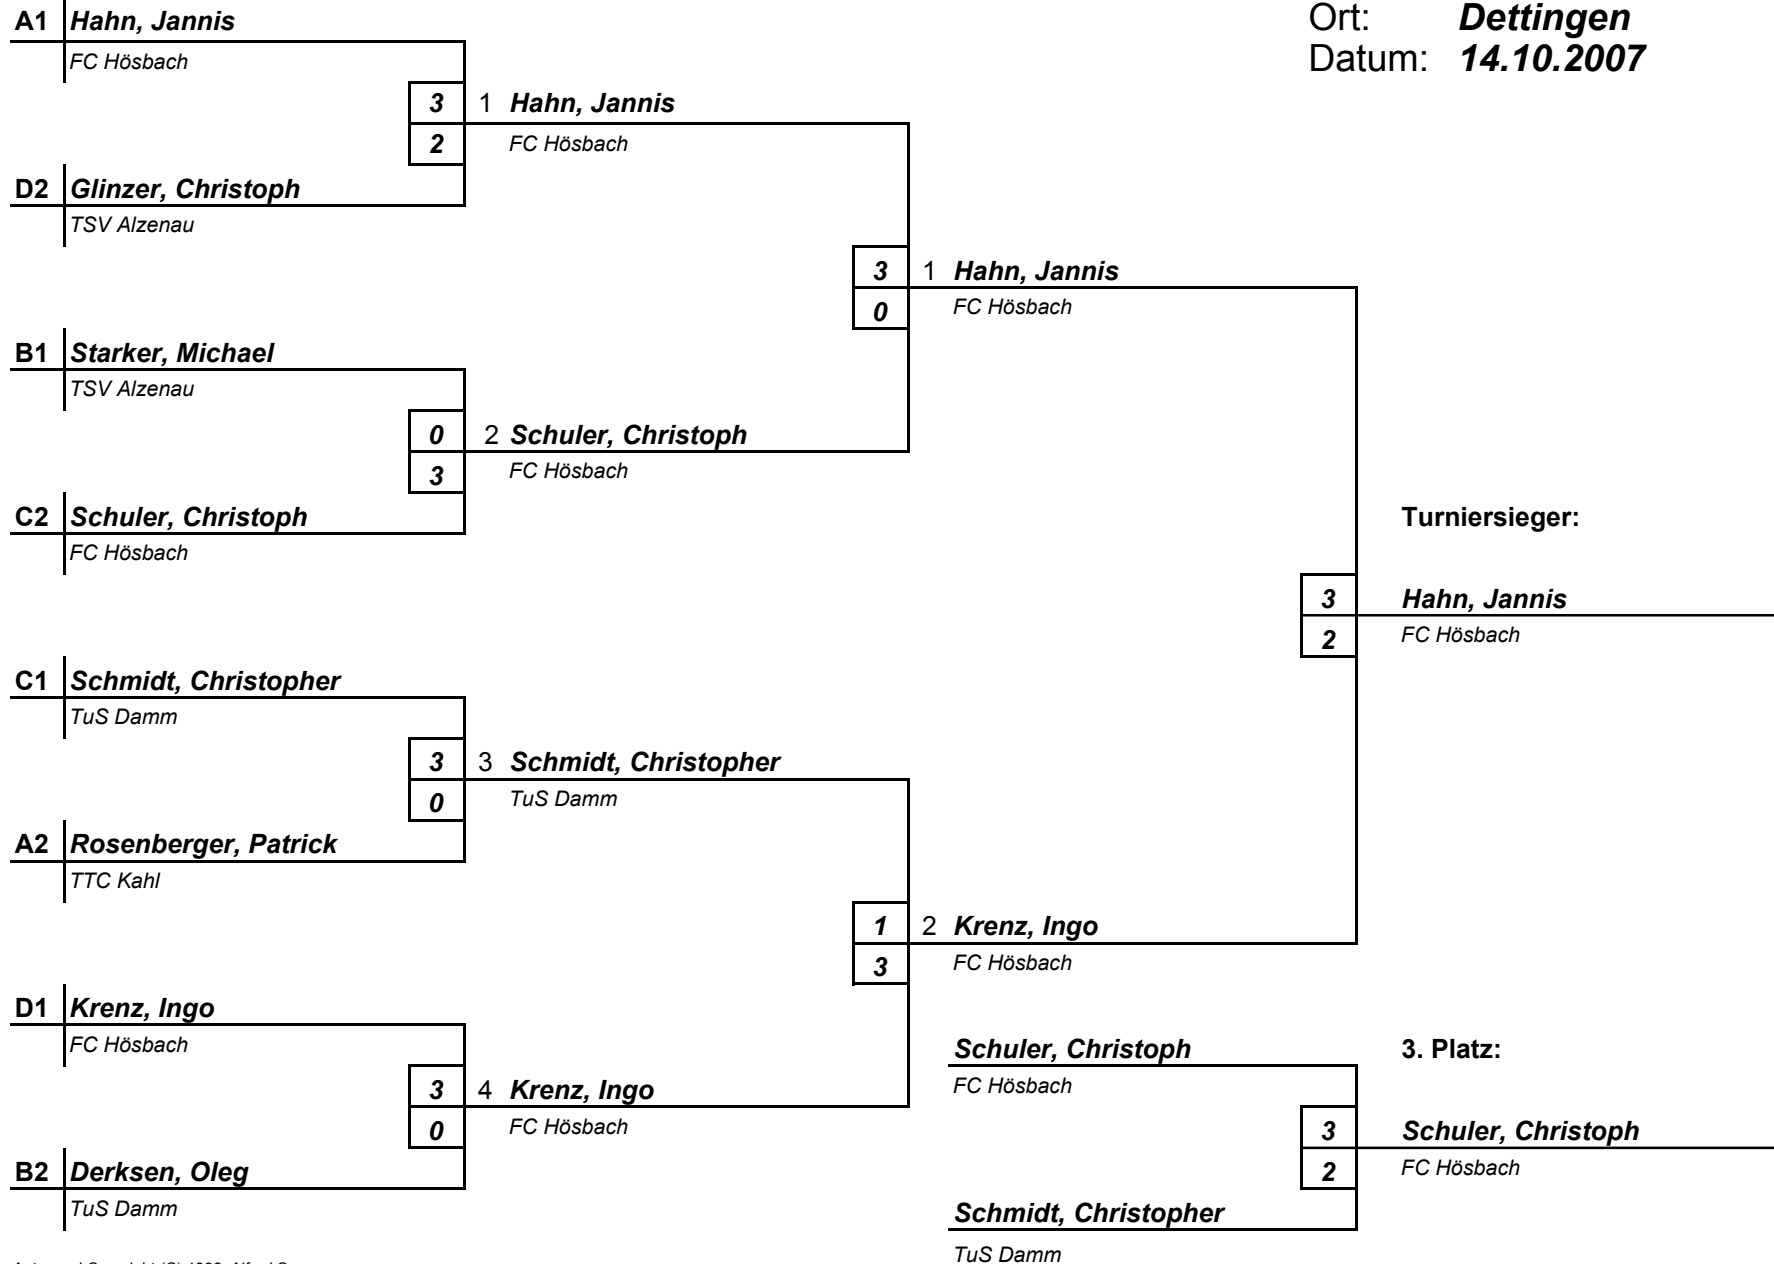 A1 Hahn, Jannis
FC Hösbach
Ort: Dettingen
Datum: 14.10.2007
3 1 Hahn, Jannis
2 FC Hösbach
D2 Glinzer, Christoph
TSV Alzenau
3 1 Hahn, Jannis
0 FC Hösbach
B1 Starker, Michael
TSV Alzenau
0 2 Schuler, Christoph
3 FC Hösbach
C2 Schuler, Christoph
FC Hösbach
Turniersieger:
3 Hahn, Jannis
2 FC Hösbach
C1 Schmidt, Christopher
TuS Damm
3 3 Schmidt, Christopher
0 TuS Damm
A2 Rosenberger, Patrick
TTC Kahl
1 2 Krenz, Ingo
3 FC Hösbach
D1 Krenz, Ingo
FC Hösbach
Schuler, Christoph
FC Hösbach
3. Platz:
3 4 Krenz, Ingo
0 FC Hösbach
3 Schuler, Christoph
2 FC Hösbach
B2 Derksen, Oleg
TuS Damm
Schmidt, Christopher
TuS Damm